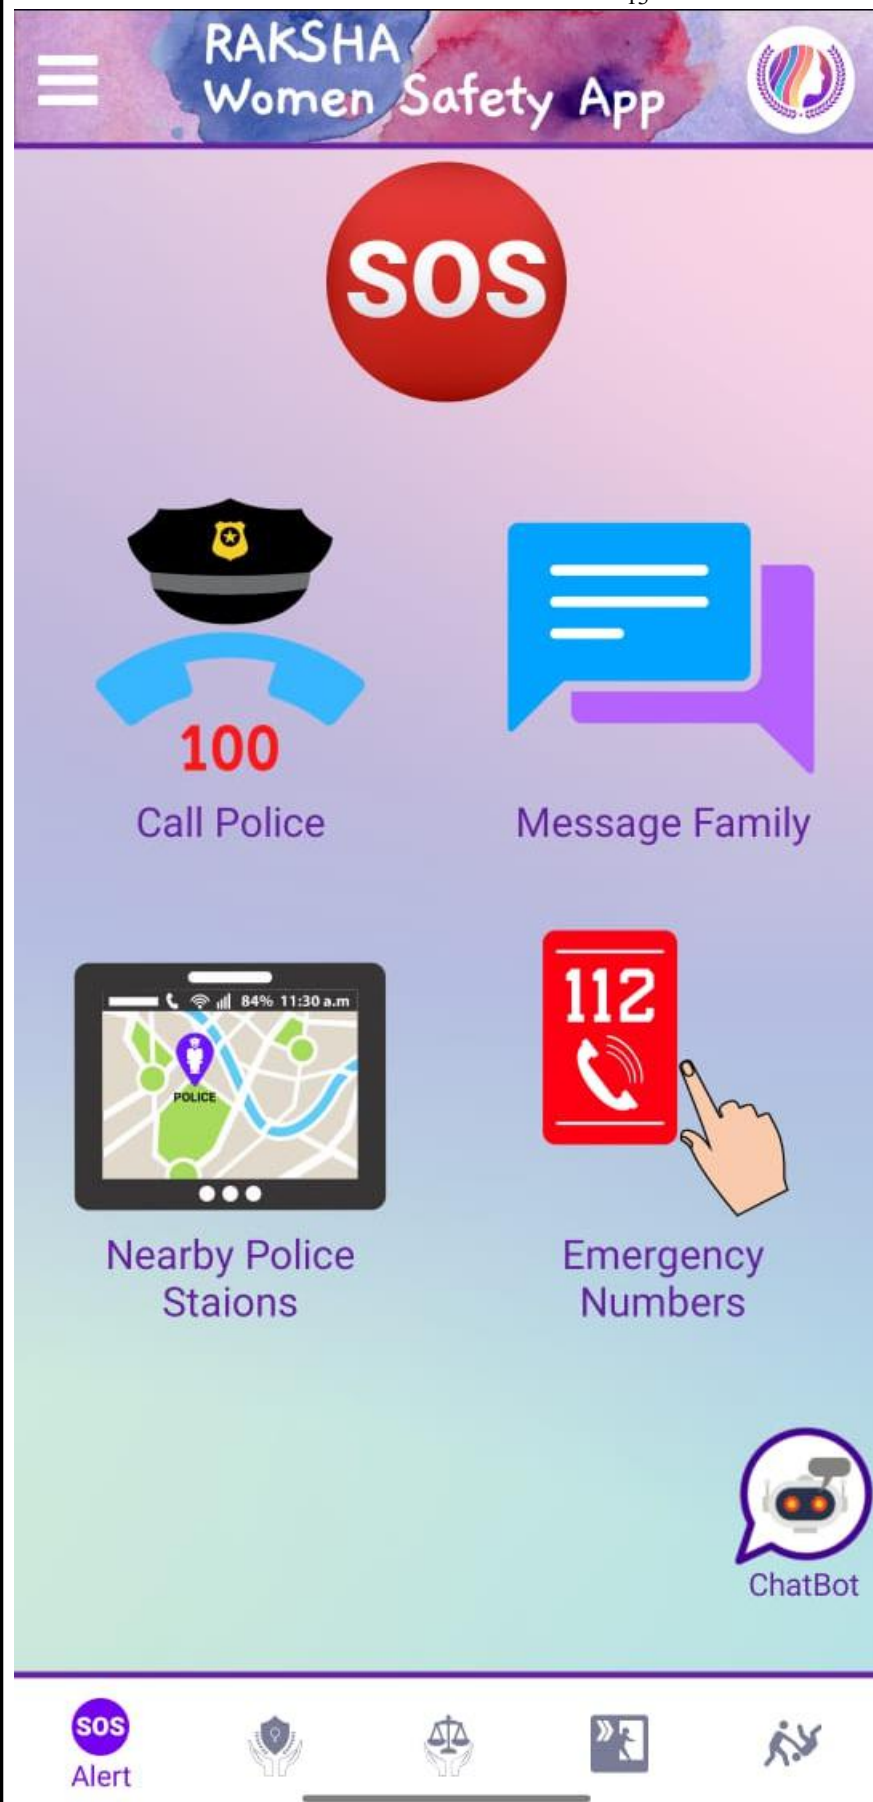 RAKSHA
Women Safety App
SOS
100
Call Police
Message Family
84% 11:30 a.m
POLICE
Nearby Police
Staions
112
Emergency
Numbers
ChatBot
SOS
Alert